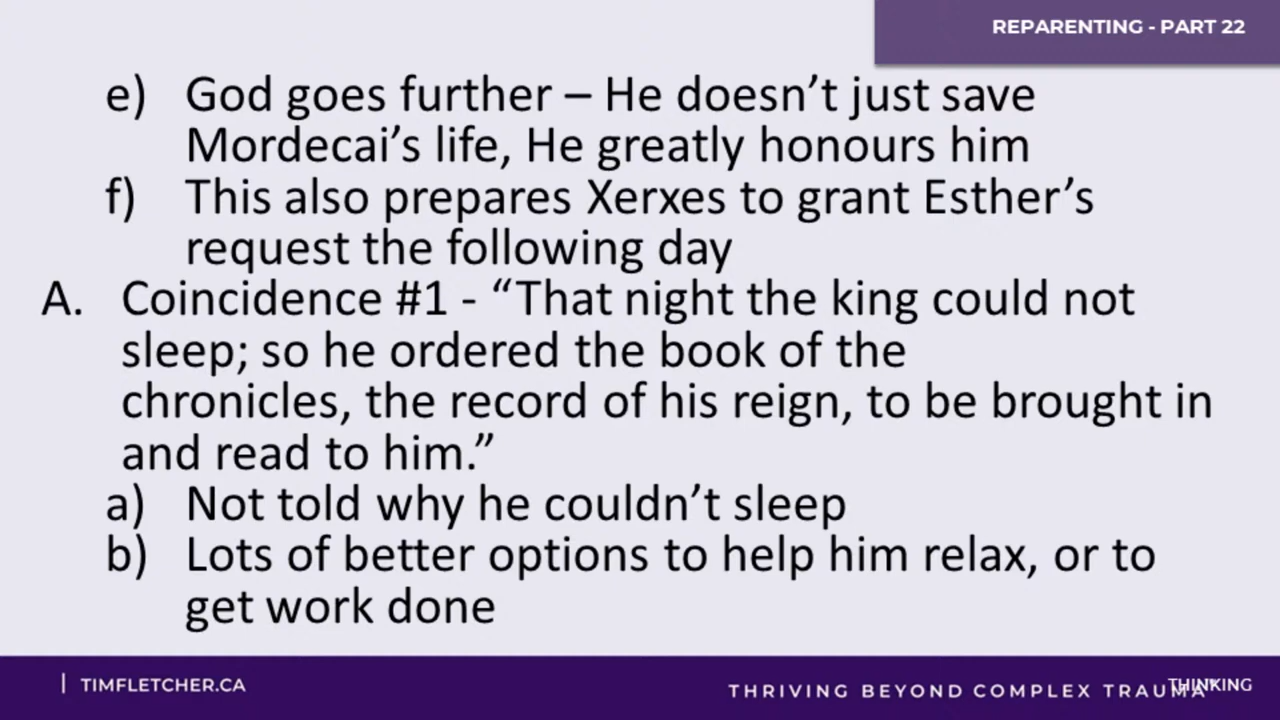 REPARENTING - PART 22
e) God goes further – He doesn’t just save
Mordecai’s life, He greatly honours him
f) This also prepares Xerxes to grant Esther’s
request the following day
A. Coincidence #1 - “That night the king could not
sleep; so he ordered the book of the
chronicles, the record of his reign, to be brought in
and read to him.”
a) Not told why he couldn’t sleep
b) Lots of better options to help him relax, or to
get work done
| TIMFLETCHER.CA
THRIVING BEYOND COMPLEX TRAUMA
THINKING